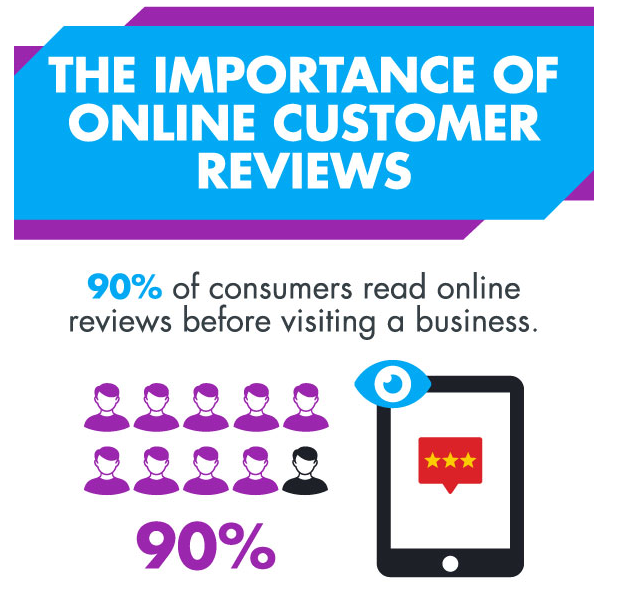 THE IMPORTANCE OF
ONLINE CUSTOMER
REVIEWS
90% of consumers read online
reviews before visiting a business.
90%